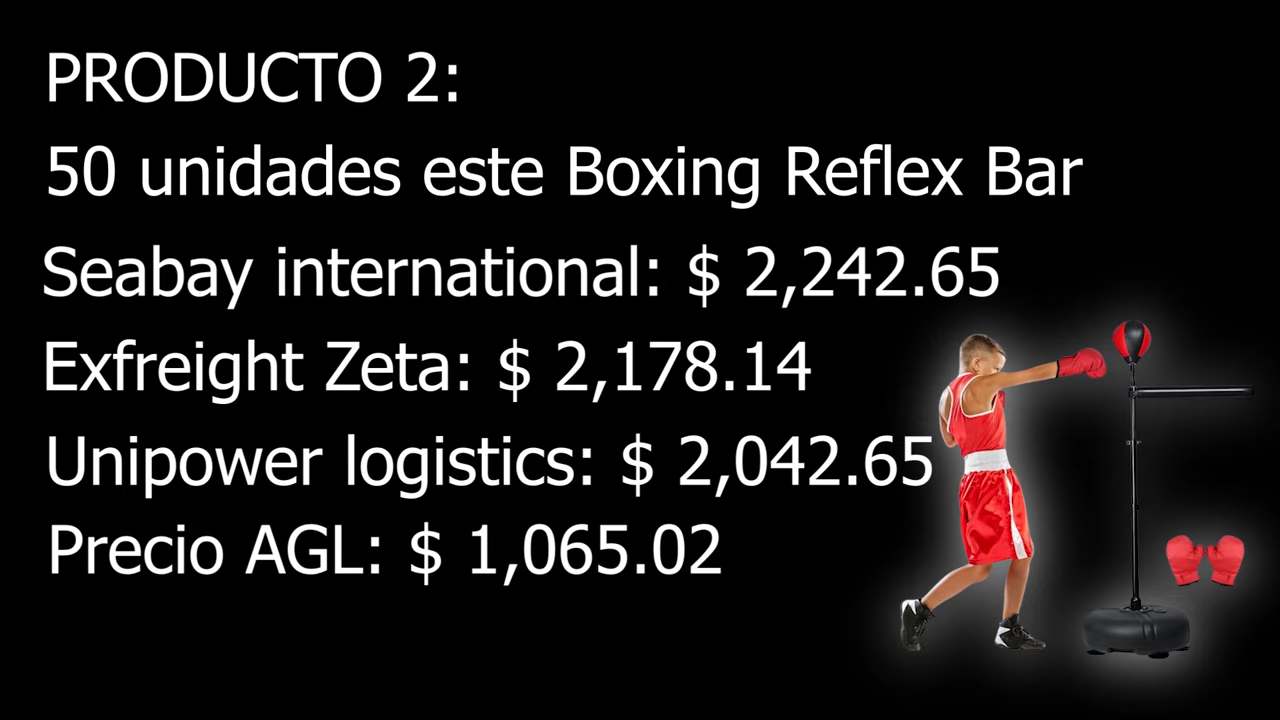 PRODUCTO 2:
50 unidades este Boxing Reflex Bar
Seabay international: $ 2,242.65
Exfreight Zeta: $ 2,178.14
Unipower logistics: $ 2,042.65
Precio AGL: $ 1,065.02